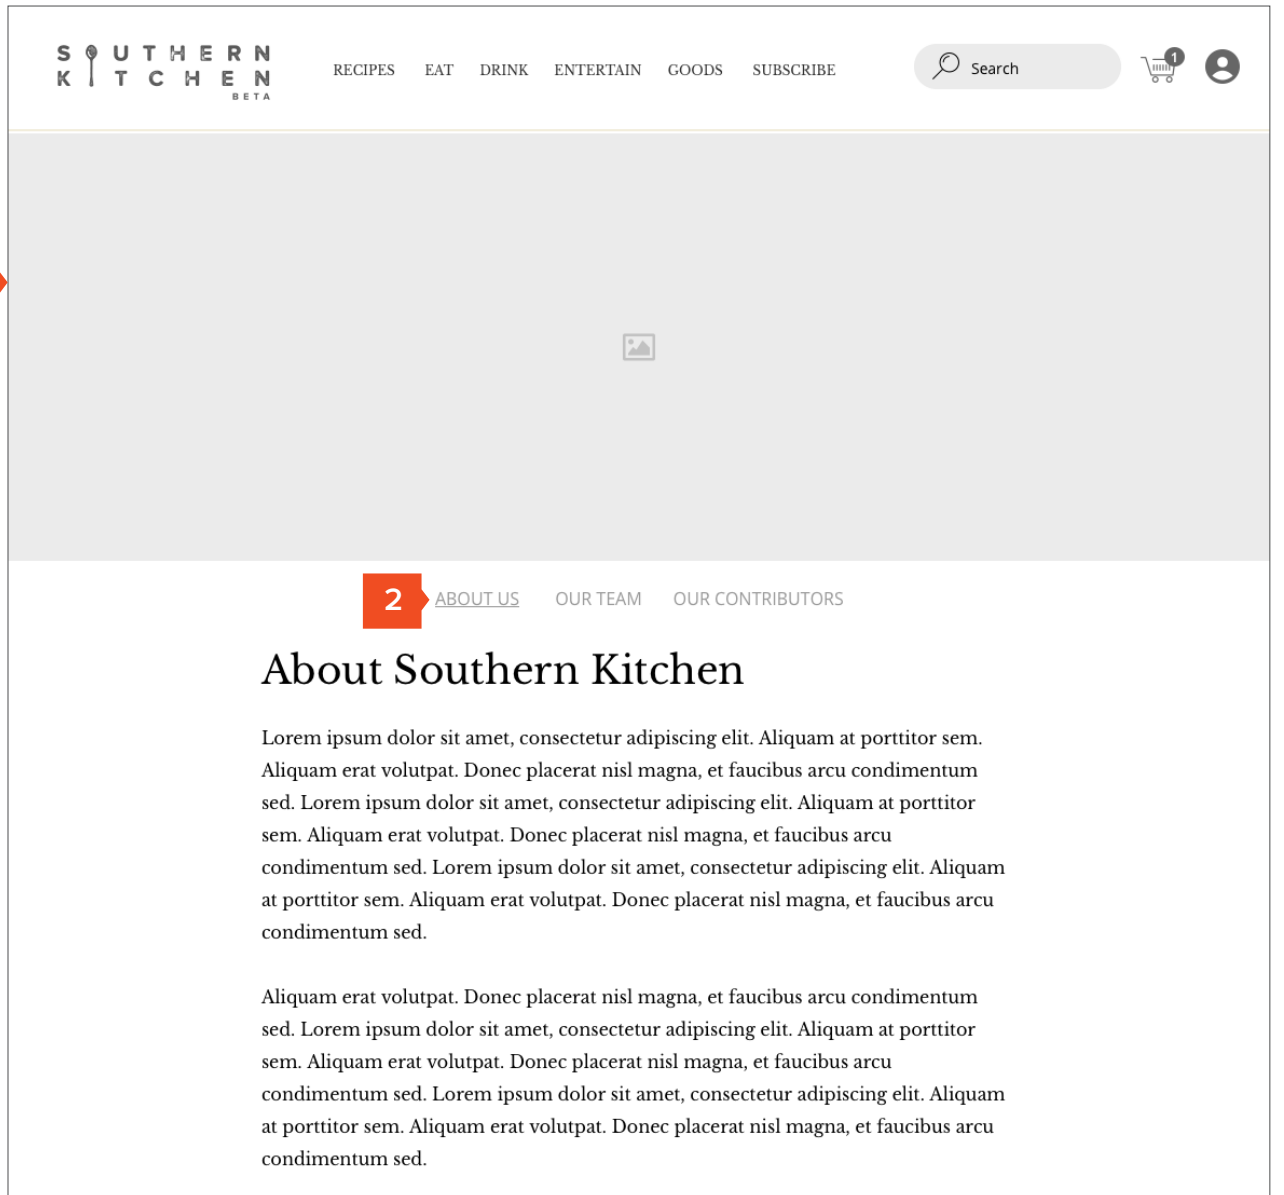 SOUTHERN
KITCHEN
BETA
RECIPES EAT DRINK ENTERTAIN GOODS SUBSCRIBE
Search
1
2
ABOUT US OUR TEAM OUR CONTRIBUTORS
About Southern Kitchen
Lorem ipsum dolor sit amet, consectetur adipiscing elit. Aliquam at porttitor sem.
Aliquam erat volutpat. Donec placerat nisl magna, et faucibus arcu condimentum
sed. Lorem ipsum dolor sit amet, consectetur adipiscing elit. Aliquam at porttitor
sem. Aliquam erat volutpat. Donec placerat nisl magna, et faucibus arcu
condimentum sed. Lorem ipsum dolor sit amet, consectetur adipiscing elit. Aliquam
at porttitor sem. Aliquam erat volutpat. Donec placerat nisl magna, et faucibus arcu
condimentum sed.
Aliquam erat volutpat. Donec placerat nisl magna, et faucibus arcu condimentum
sed. Lorem ipsum dolor sit amet, consectetur adipiscing elit. Aliquam at porttitor
sem. Aliquam erat volutpat. Donec placerat nisl magna, et faucibus arcu
condimentum sed. Lorem ipsum dolor sit amet, consectetur adipiscing elit. Aliquam
at porttitor sem. Aliquam erat volutpat. Donec placerat nisl magna, et faucibus arcu
condimentum sed.